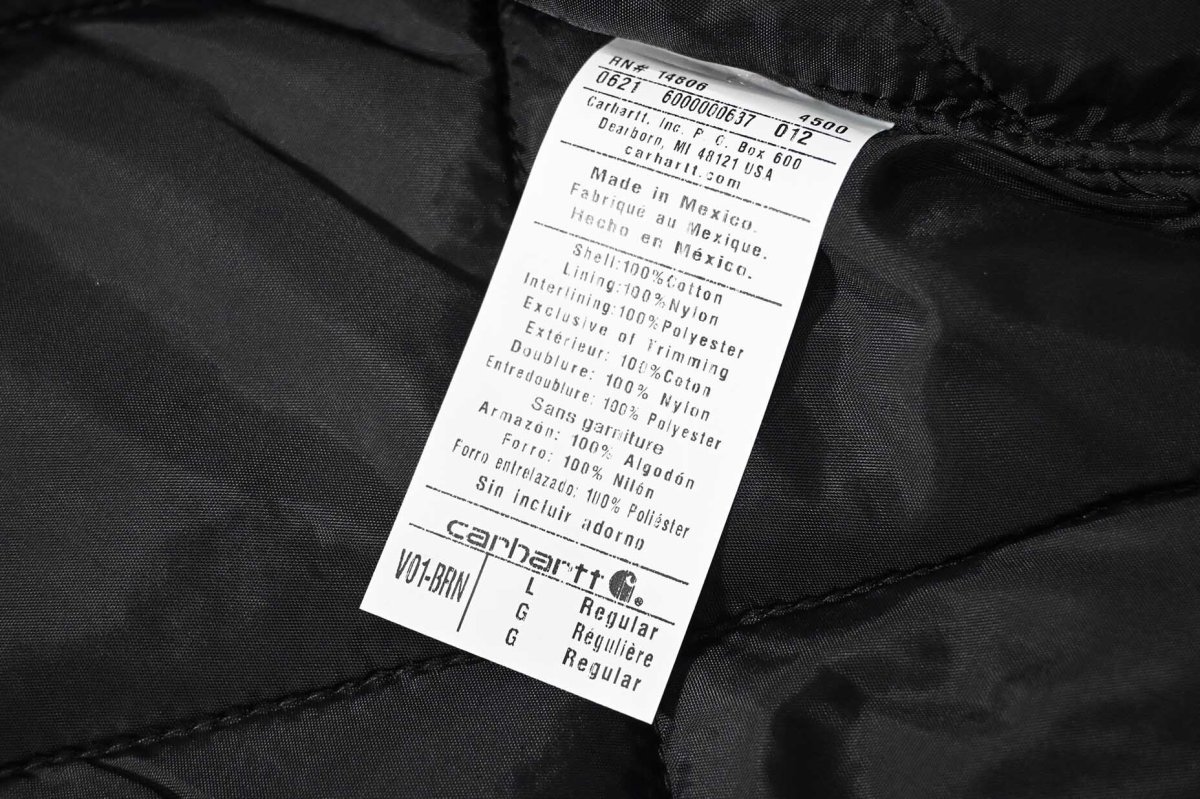 RN# 14806 4500
0621 6000000637 012
Carhartt, Inc. P. O. Box 600
Dearborn, MI 48121 USA
carhartt.com
Made in Mexico.
Fabriqué au Mexique.
Hecho en México.
Shell:100%Cotton
Lining:100%Nylon
Interlining:100%Polyester
Exclusive of Trimming
Extérieur: 100%Coton
Doublure: 100% Nylon
Entredoublure: 100% Polyester
Sans garniture
Armazón: 100% Algodón
Forro: 100% Nilón
Forro entrelazado: 100% Poliéster
Sin incluir adorno
carhartt ®
V01-BRN L Regular
G Régulière
G Regular